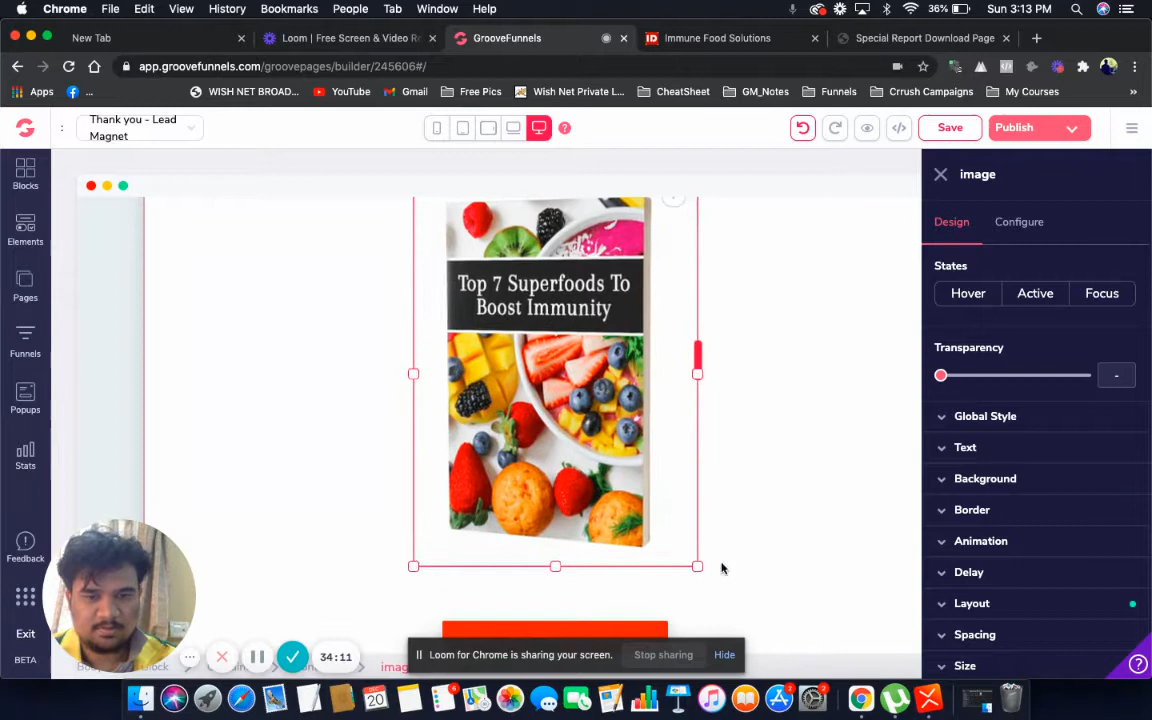 Chrome File Edit View History Bookmarks People Tab Window Help
36% Sun 3:13 PM
New Tab
Loom | Free Screen & Video R
GrooveFunnels
Immune Food Solutions
Special Report Download Page
app.groovefunnels.com/groovepages/builder/245606#/
Apps
...
WISH NET BROAD...
YouTube
Gmail
Free Pics
Wish Net Private L...
CheatSheet
GM_Notes
Funnels
Crrush Campaigns
My Courses
»
: Thank you - Lead
Magnet
?
Save
Publish
Blocks
Elements
Pages
Funnels
Popups
Stats
Feedback
Exit
BETA
Top 7 Superfoods To
Boost Immunity
image
Design Configure
States
Hover Active Focus
Transparency
-
Global Style
Text
Background
Border
Animation
Delay
Layout
Spacing
Size
34:11
Loom for Chrome is sharing your screen. Stop sharing Hide